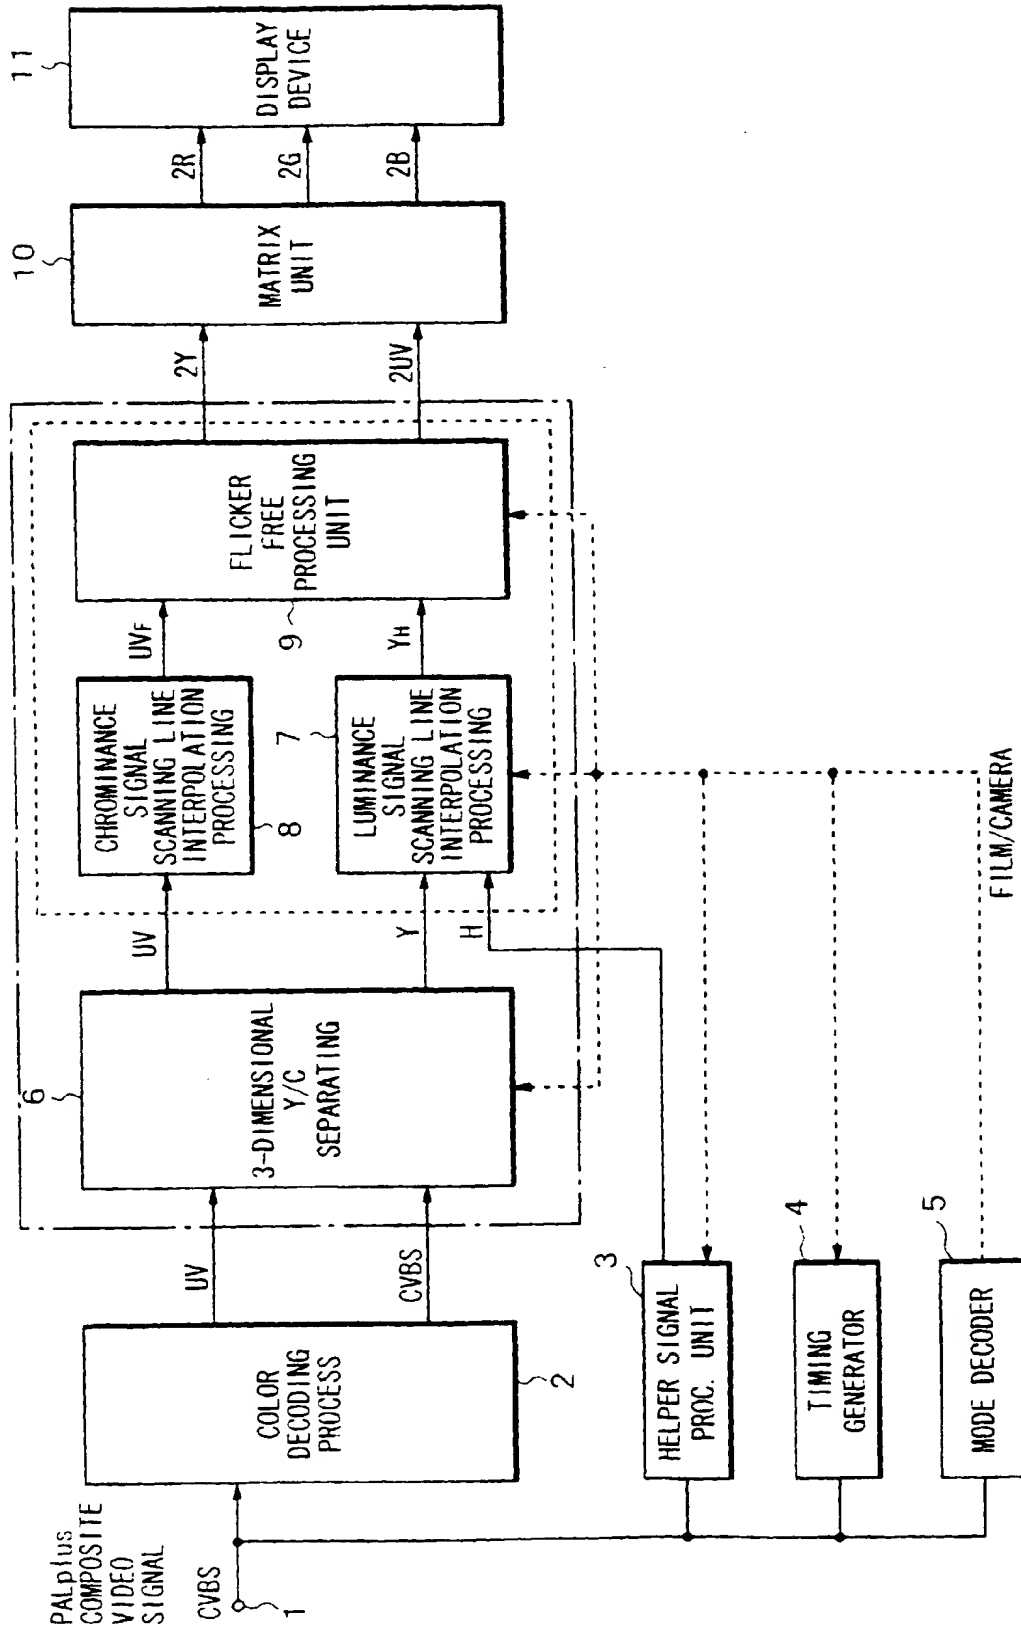 PALplus
COMPOSITE
VIDEO
SIGNAL
CVBS
1
COLOR
DECODING
PROCESS
2
UV
CVBS
6
3-DIMENSIONAL
Y/C
SEPARATING
UV
Y
H
CHROMINANCE
SIGNAL
SCANNING LINE
INTERPOLATION
PROCESSING
8
7
LUMINANCE
SIGNAL
SCANNING LINE
INTERPOLATION
PROCESSING
UVF
YH
FLICKER
FREE
PROCESSING
UNIT
9
2Y
2UV
10
MATRIX
UNIT
2R
2G
2B
11
DISPLAY
DEVICE
3
HELPER SIGNAL
PROC. UNIT
4
TIMING
GENERATOR
5
MODE DECODER
FILM/CAMERA